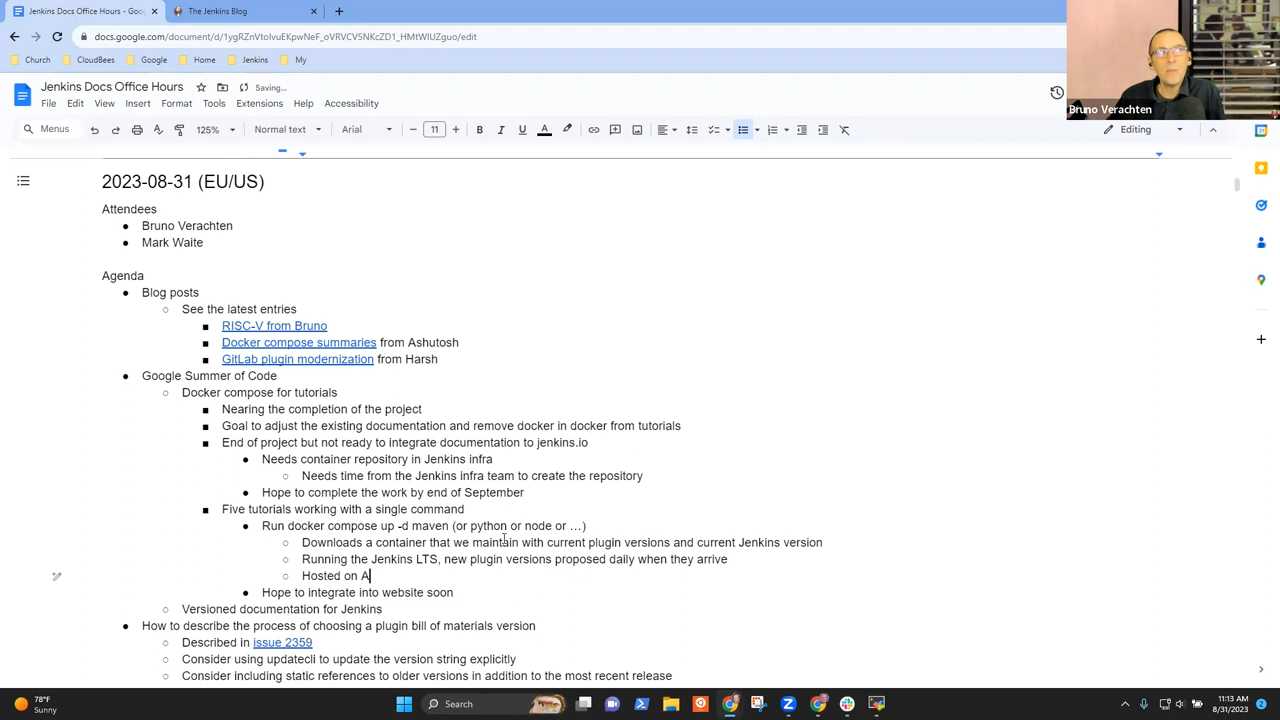 Jenkins Docs Office Hours - Goo
The Jenkins Blog
docs.google.com/document/d/1ygRZnVtoIvuEKpwNeF_oVRVCV5NKcZD1_HMtWIUZguo/edit
Church
CloudBees
Google
Home
Jenkins
My
Bruno Verachten
Jenkins Docs Office Hours
Saving...
File Edit View Insert Format Tools Extensions Accessibility
Menus
125%
Normal text
Arial
11
B I U A
Editing
2023-08-31 (EU/US)
Attendees
● Bruno Verachten
● Mark Waite
Agenda
● Blog posts
○ See the latest entries
■ RISC-V from Bruno
■ Docker compose summaries from Ashutosh
■ GitLab plugin modernization from Harsh
● Google Summer of Code
○ Docker compose for tutorials
■ Nearing the completion of the project
■ Goal to adjust the existing documentation and remove docker in docker from tutorials
■ End of project but not ready to integrate documentation to jenkins.io
● Needs container repository in Jenkins infra
○ Needs time from the Jenkins infra team to create the repository
● Hope to complete the work by end of September
■ Five tutorials working with a single command
● Run docker compose up -d maven (or python or node or …)
○ Downloads a container that we maintain with current plugin versions and current Jenkins version
○ Running the Jenkins LTS, new plugin versions proposed daily when they arrive
○ Hosted on A
● Hope to integrate into website soon
○ Versioned documentation for Jenkins
● How to describe the process of choosing a plugin bill of materials version
○ Described in issue 2359
○ Consider using updatecli to update the version string explicitly
○ Consider including static references to older versions in addition to the most recent release
78°F
Sunny
Search
11:13 AM
8/31/2023